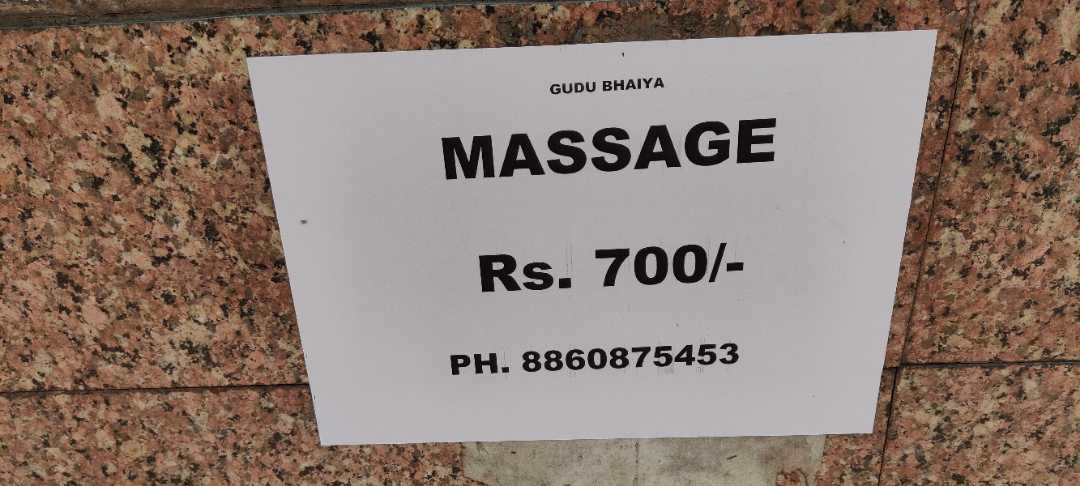 GUDU BHAIYA
MASSAGE
Rs. 700/-
PH. 8860875453